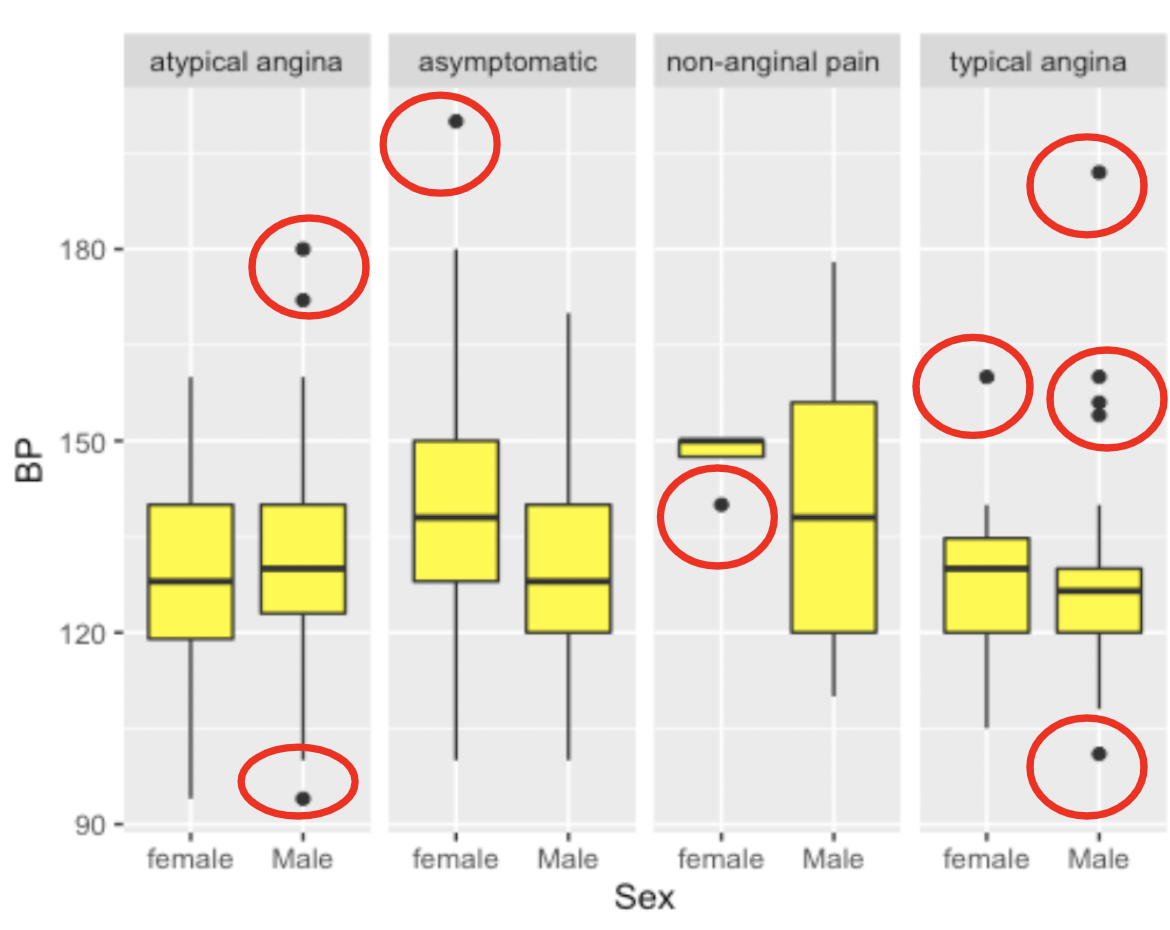 atypical angina asymptomatic non-anginal pain typical angina
180
150
BP
120
90
female Male female Male female Male female Male
Sex